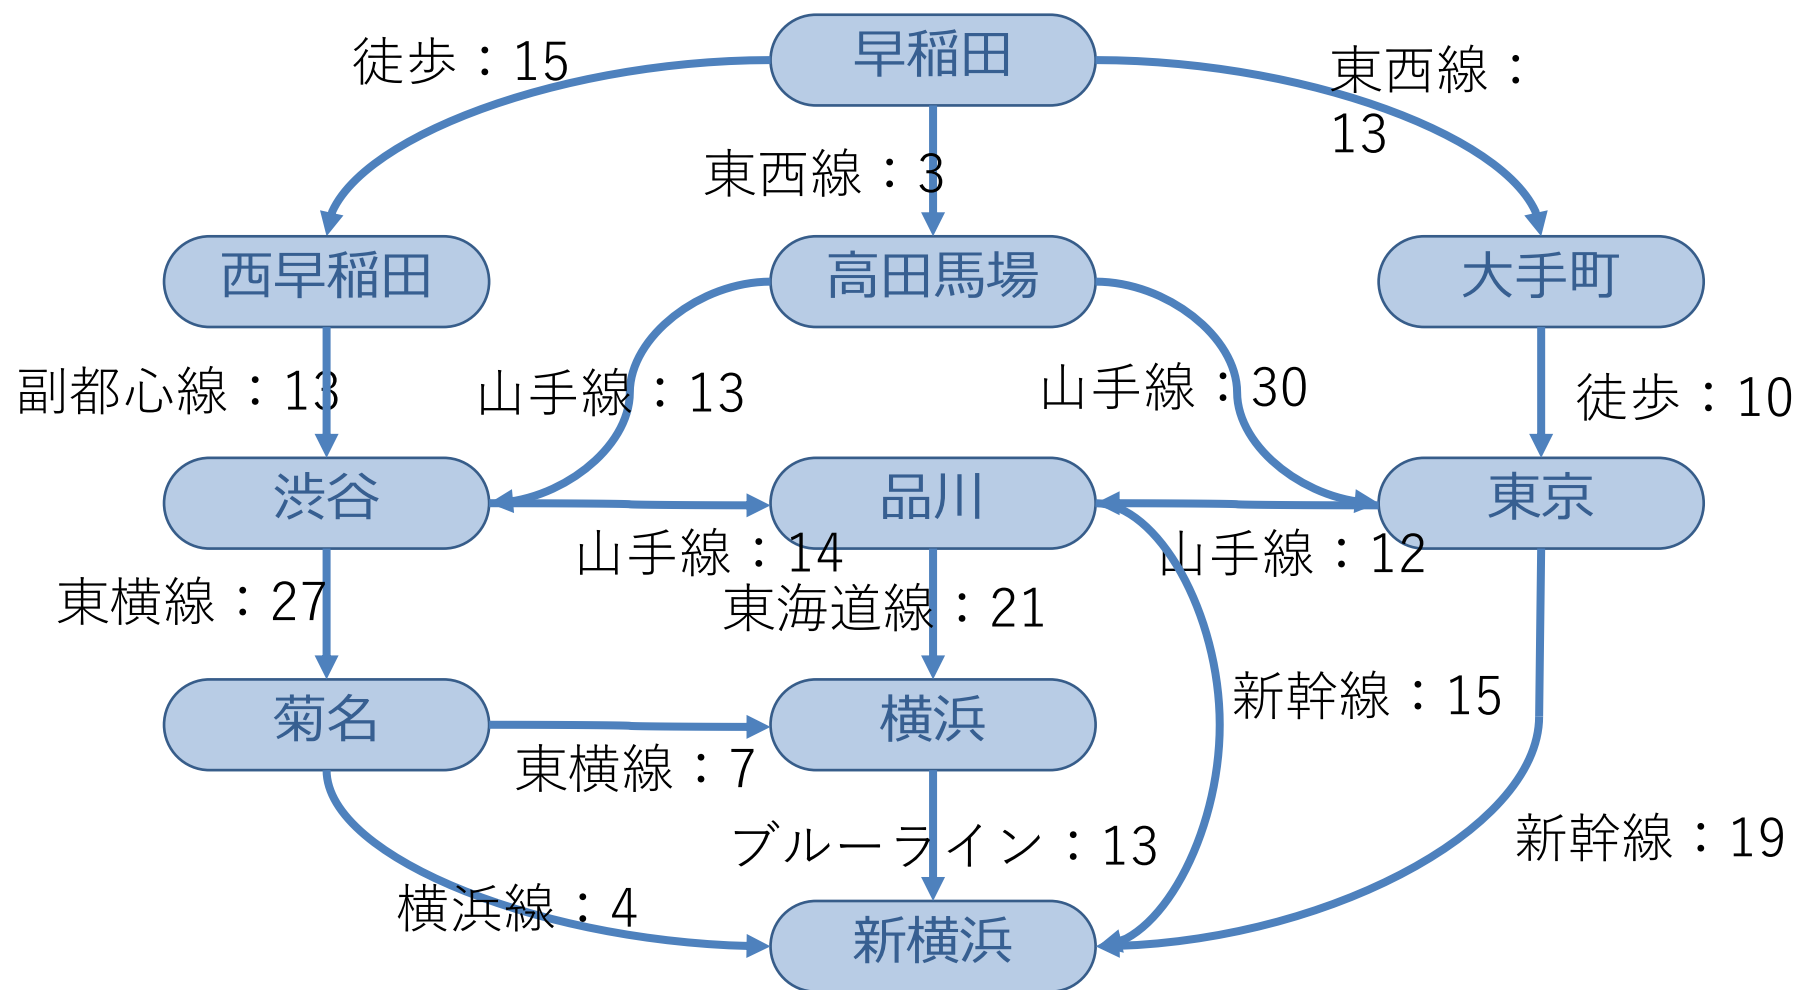 早稲田
徒歩：15
東西線：
13
東西線：3
西早稲田
高田馬場
大手町
副都心線：13
山手線：13
山手線：30
徒歩：10
渋谷
品川
東京
山手線：14
山手線：12
東横線：27
東海道線：21
新幹線：15
菊名
横浜
東横線：7
ブルーライン：13
新幹線：19
横浜線：4
新横浜